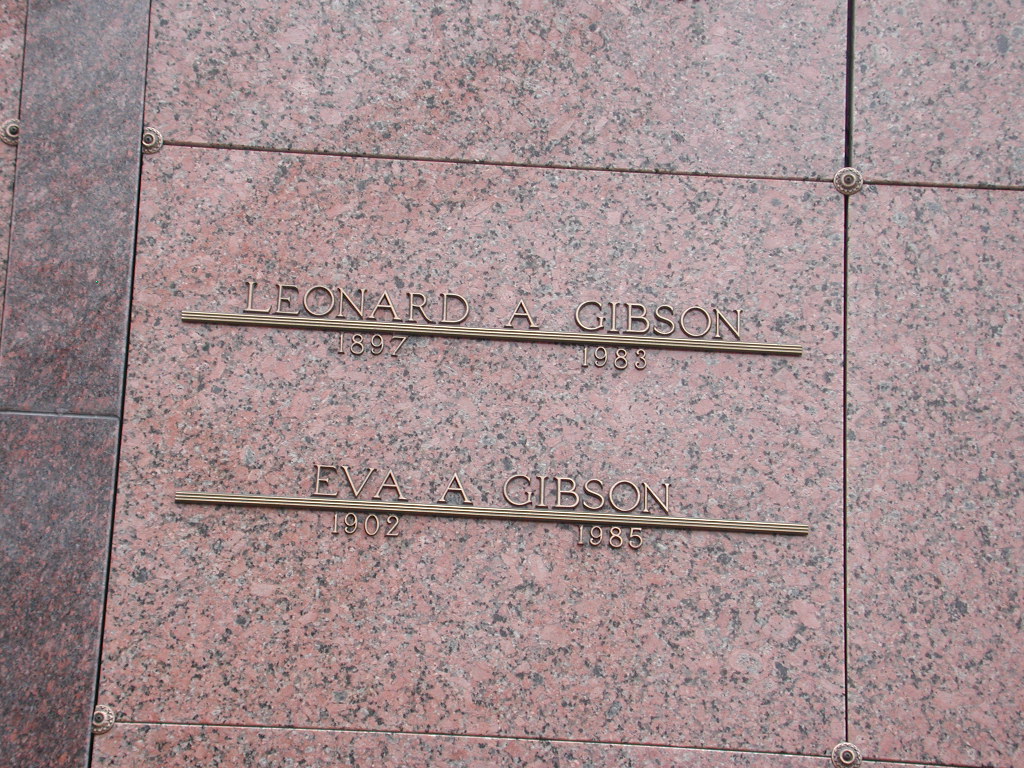 LEONARD A GIBSON
1897 1983
EVA A GIBSON
1902 1985